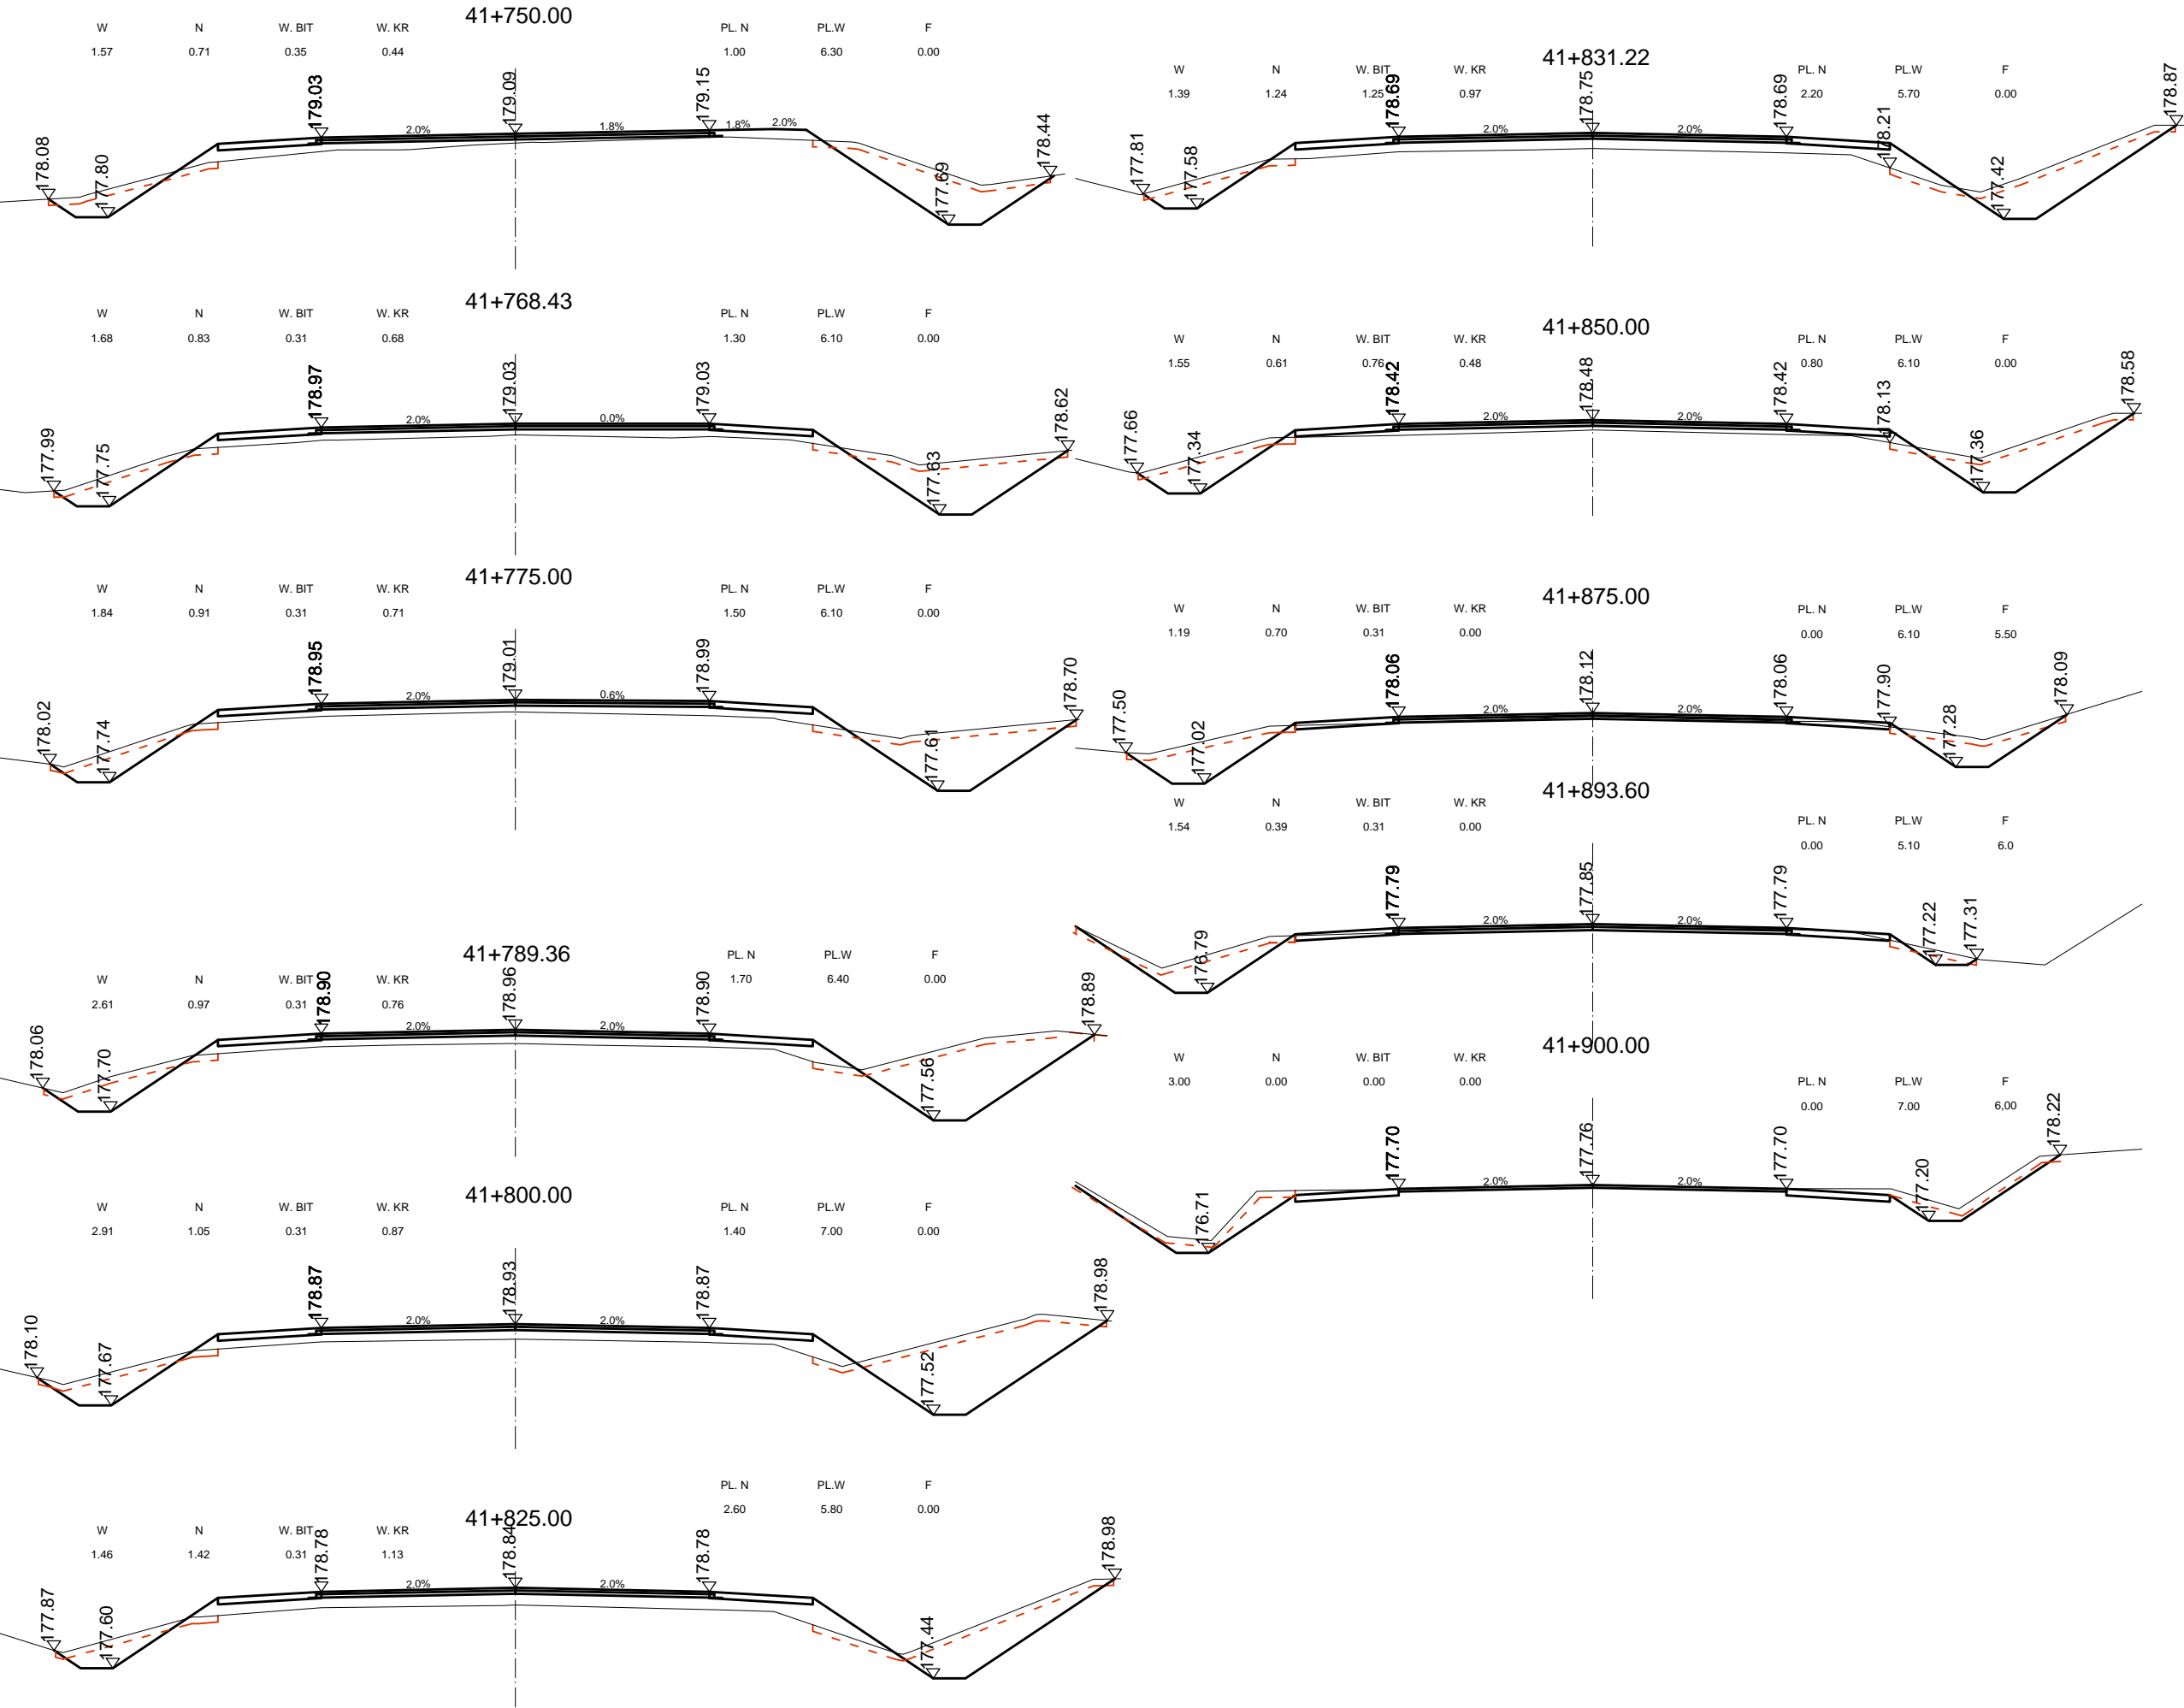 41+750.00
W N W. BIT W. KR PL. N PL.W F
1.57 0.71 0.35 0.44 1.00 6.30 0.00
178.08 177.80 179.03 179.09 179.15 177.69 178.44
2.0% 1.8% 1.8% 2.0%
41+768.43
W N W. BIT W. KR PL. N PL.W F
1.68 0.83 0.31 0.68 1.30 6.10 0.00
177.99 177.75 178.97 179.03 179.03 177.63 178.62
2.0% 0.0%
41+775.00
W N W. BIT W. KR PL. N PL.W F
1.84 0.91 0.31 0.71 1.50 6.10 0.00
178.02 177.74 178.95 179.01 178.99 177.61 178.70
2.0% 0.6%
41+789.36
W N W. BIT W. KR PL. N PL.W F
2.61 0.97 0.31 0.76 1.70 6.40 0.00
178.06 177.70 178.90 178.96 178.90 177.56 178.89
2.0% 2.0%
41+800.00
W N W. BIT W. KR PL. N PL.W F
2.91 1.05 0.31 0.87 1.40 7.00 0.00
178.10 177.67 178.87 178.93 178.87 177.52 178.98
2.0% 2.0%
41+825.00
W N W. BIT W. KR PL. N PL.W F
1.46 1.42 0.31 1.13 2.60 5.80 0.00
177.87 177.60 178.78 178.84 178.78 177.44 178.98
2.0% 2.0%
41+831.22
W N W. BIT W. KR PL. N PL.W F
1.39 1.24 1.25 0.97 2.20 5.70 0.00
177.81 177.58 178.69 178.75 178.69 178.21 177.42 178.87
2.0% 2.0%
41+850.00
W N W. BIT W. KR PL. N PL.W F
1.55 0.61 0.76 0.48 0.80 6.10 0.00
177.66 177.34 178.42 178.48 178.42 178.13 177.36 178.58
2.0% 2.0%
41+875.00
W N W. BIT W. KR PL. N PL.W F
1.19 0.70 0.31 0.00 0.00 6.10 5.50
177.50 177.02 178.06 178.12 178.06 177.90 177.28 178.09
2.0% 2.0%
41+893.60
W N W. BIT W. KR PL. N PL.W F
1.54 0.39 0.31 0.00 0.00 5.10 6.0
176.79 177.79 177.85 177.79 177.22 177.31
2.0% 2.0%
41+900.00
W N W. BIT W. KR PL. N PL.W F
3.00 0.00 0.00 0.00 0.00 7.00 6,00
176.71 177.70 177.76 177.70 177.20 178.22
2.0% 2.0%